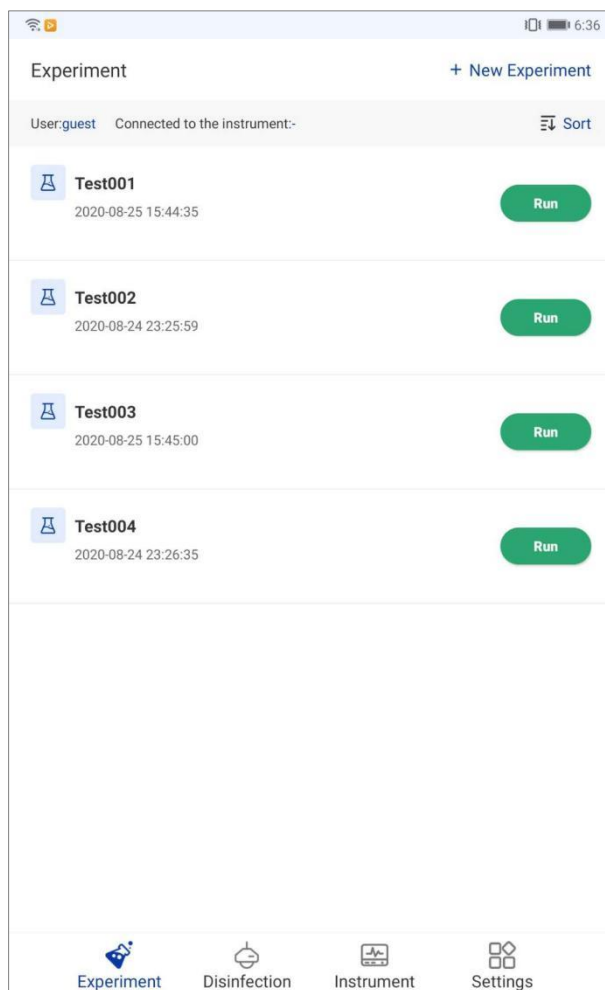 6:36
Experiment
+ New Experiment
User:guest Connected to the instrument:-
Sort
Test001
2020-08-25 15:44:35
Run
Test002
2020-08-24 23:25:59
Run
Test003
2020-08-25 15:45:00
Run
Test004
2020-08-24 23:26:35
Run
Experiment
Disinfection
Instrument
Settings